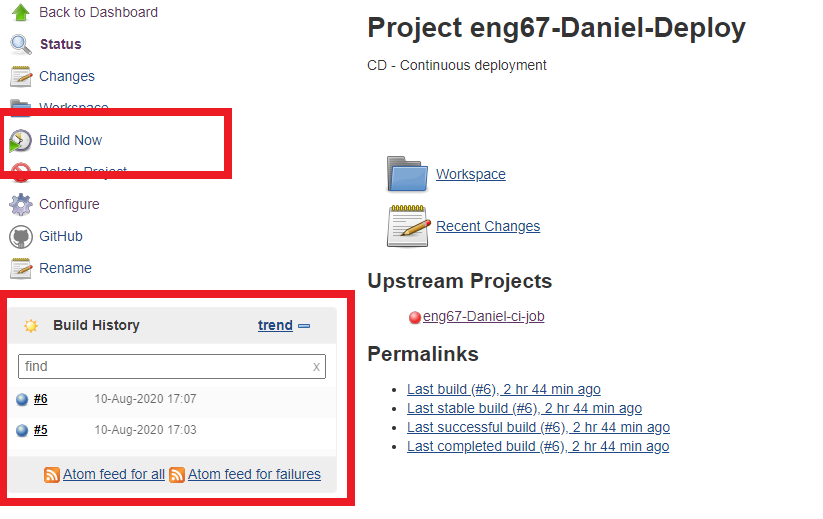 Back to Dashboard
Status
Changes
Workspace
Build Now
Delete Project
Configure
GitHub
Rename
Build History
trend
find
x
#6 10-Aug-2020 17:07
#5 10-Aug-2020 17:03
Atom feed for all Atom feed for failures
Project eng67-Daniel-Deploy
CD - Continuous deployment
Workspace
Recent Changes
Upstream Projects
eng67-Daniel-ci-job
Permalinks
Last build (#6), 2 hr 44 min ago
Last stable build (#6), 2 hr 44 min ago
Last successful build (#6), 2 hr 44 min ago
Last completed build (#6), 2 hr 44 min ago